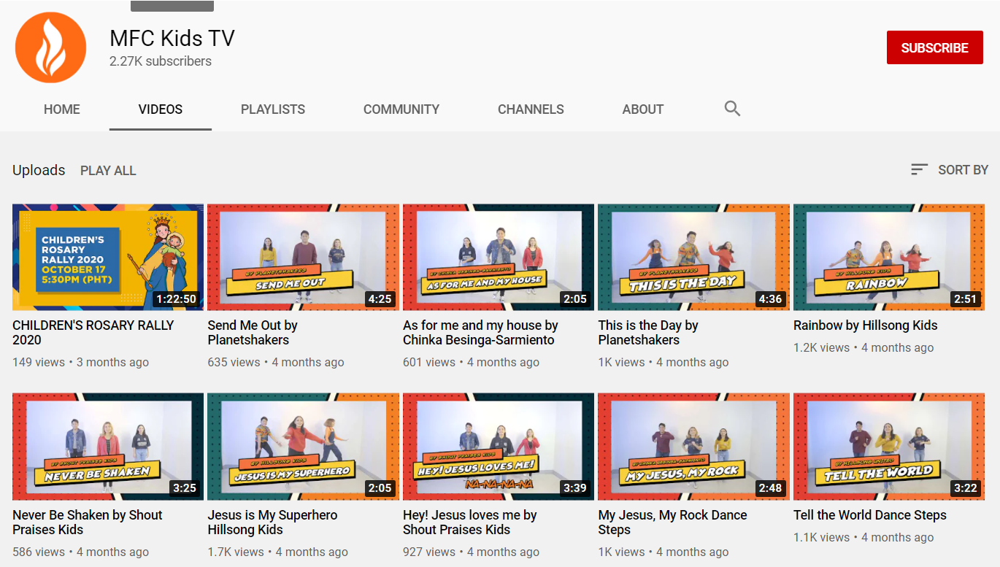 MFC Kids TV
2.27K subscribers
SUBSCRIBE
HOME VIDEOS PLAYLISTS COMMUNITY CHANNELS ABOUT
Uploads PLAY ALL SORT BY
CHILDREN'S
ROSARY
RALLY 2020
OCTOBER 17
5:30PM (PHT)
1:22:50
CHILDREN'S ROSARY RALLY
2020
149 views • 3 months ago
BY PLANETSHAKERS
SEND ME OUT
4:25
Send Me Out by
Planetshakers
635 views • 4 months ago
BY CHINKA BESINGA-SARMIENTO
AS FOR ME AND MY HOUSE
2:05
As for me and my house by
Chinka Besinga-Sarmiento
601 views • 4 months ago
BY PLANETSHAKERS
THIS IS THE DAY
4:36
This is the Day by
Planetshakers
1K views • 4 months ago
BY HILLSONG KIDS
RAINBOW
2:51
Rainbow by Hillsong Kids
1.2K views • 4 months ago
BY SHOUT PRAISES KIDS
NEVER BE SHAKEN
3:25
Never Be Shaken by Shout
Praises Kids
586 views • 4 months ago
BY HILLSONG KIDS
JESUS IS MY SUPERHERO
2:05
Jesus is My Superhero
Hillsong Kids
1.7K views • 4 months ago
BY SHOUT PRAISES KIDS
HEY! JESUS LOVES ME!
NA-NA-NA-NA
3:39
Hey! Jesus loves me by
Shout Praises Kids
927 views • 4 months ago
BY CHINKA BESINGA-SARMIENTO
MY JESUS, MY ROCK
2:48
My Jesus, My Rock Dance
Steps
1K views • 4 months ago
BY HILLSONG UNITED
TELL THE WORLD
3:22
Tell the World Dance Steps
1.1K views • 4 months ago